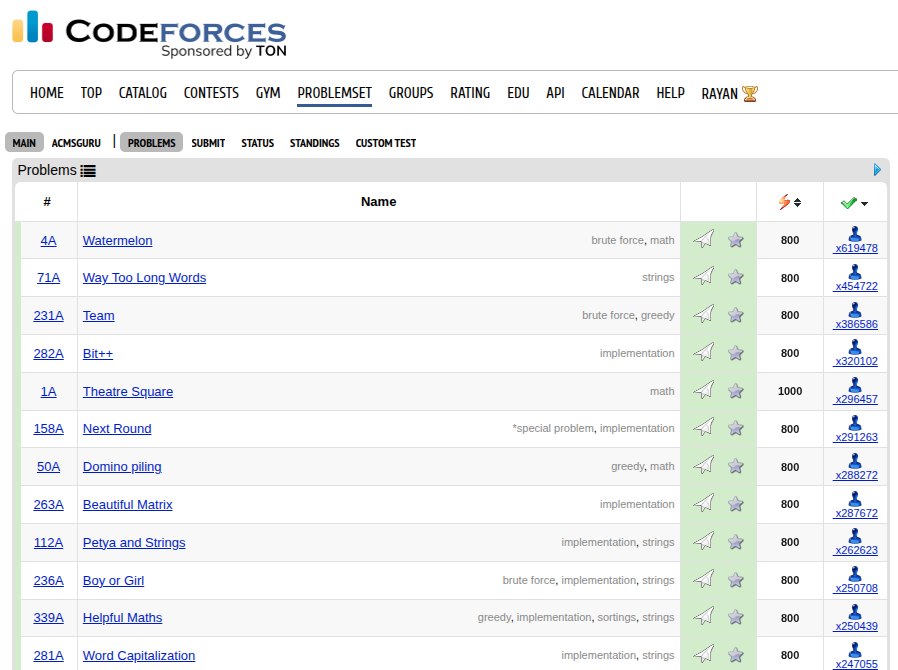 CODEFORCES
Sponsored by TON
HOME TOP CATALOG CONTESTS GYM PROBLEMSET GROUPS RATING EDU API CALENDAR HELP RAYAN
MAIN ACMSGURU | PROBLEMS SUBMIT STATUS STANDINGS CUSTOM TEST
Problems
# Name
4A Watermelon brute force, math 800 x619478
71A Way Too Long Words strings 800 x454722
231A Team brute force, greedy 800 x386586
282A Bit++ implementation 800 x320102
1A Theatre Square math 1000 x296457
158A Next Round *special problem, implementation 800 x291263
50A Domino piling greedy, math 800 x288272
263A Beautiful Matrix implementation 800 x287672
112A Petya and Strings implementation, strings 800 x262623
236A Boy or Girl brute force, implementation, strings 800 x250708
339A Helpful Maths greedy, implementation, sortings, strings 800 x250439
281A Word Capitalization implementation, strings 800 x247055